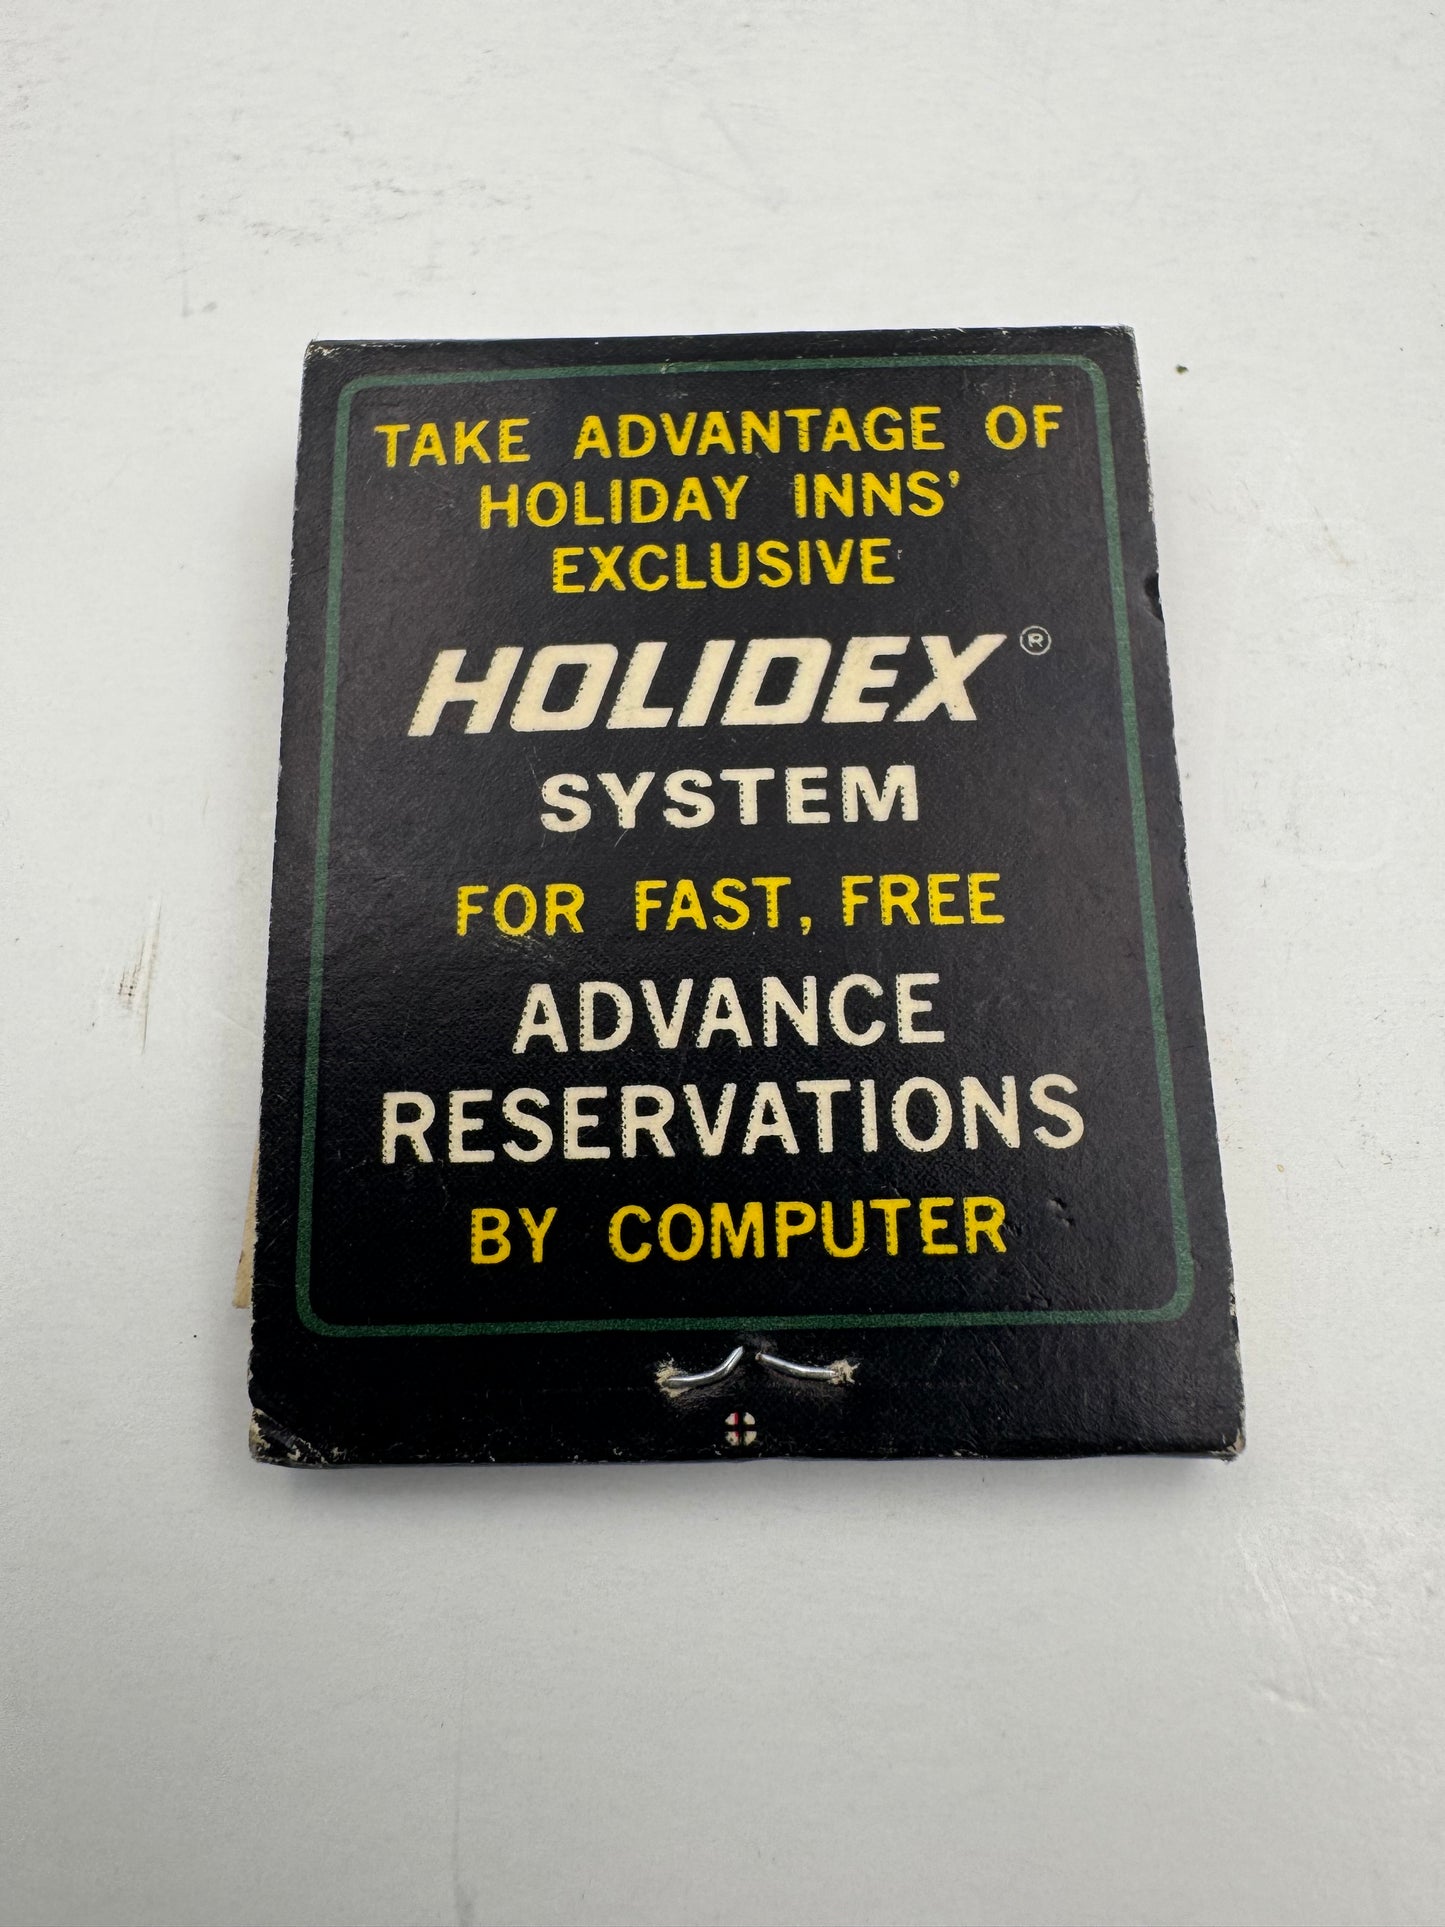 TAKE ADVANTAGE OF
HOLIDAY INNS'
EXCLUSIVE
HOLIDEX®
SYSTEM
FOR FAST, FREE
ADVANCE
RESERVATIONS
BY COMPUTER